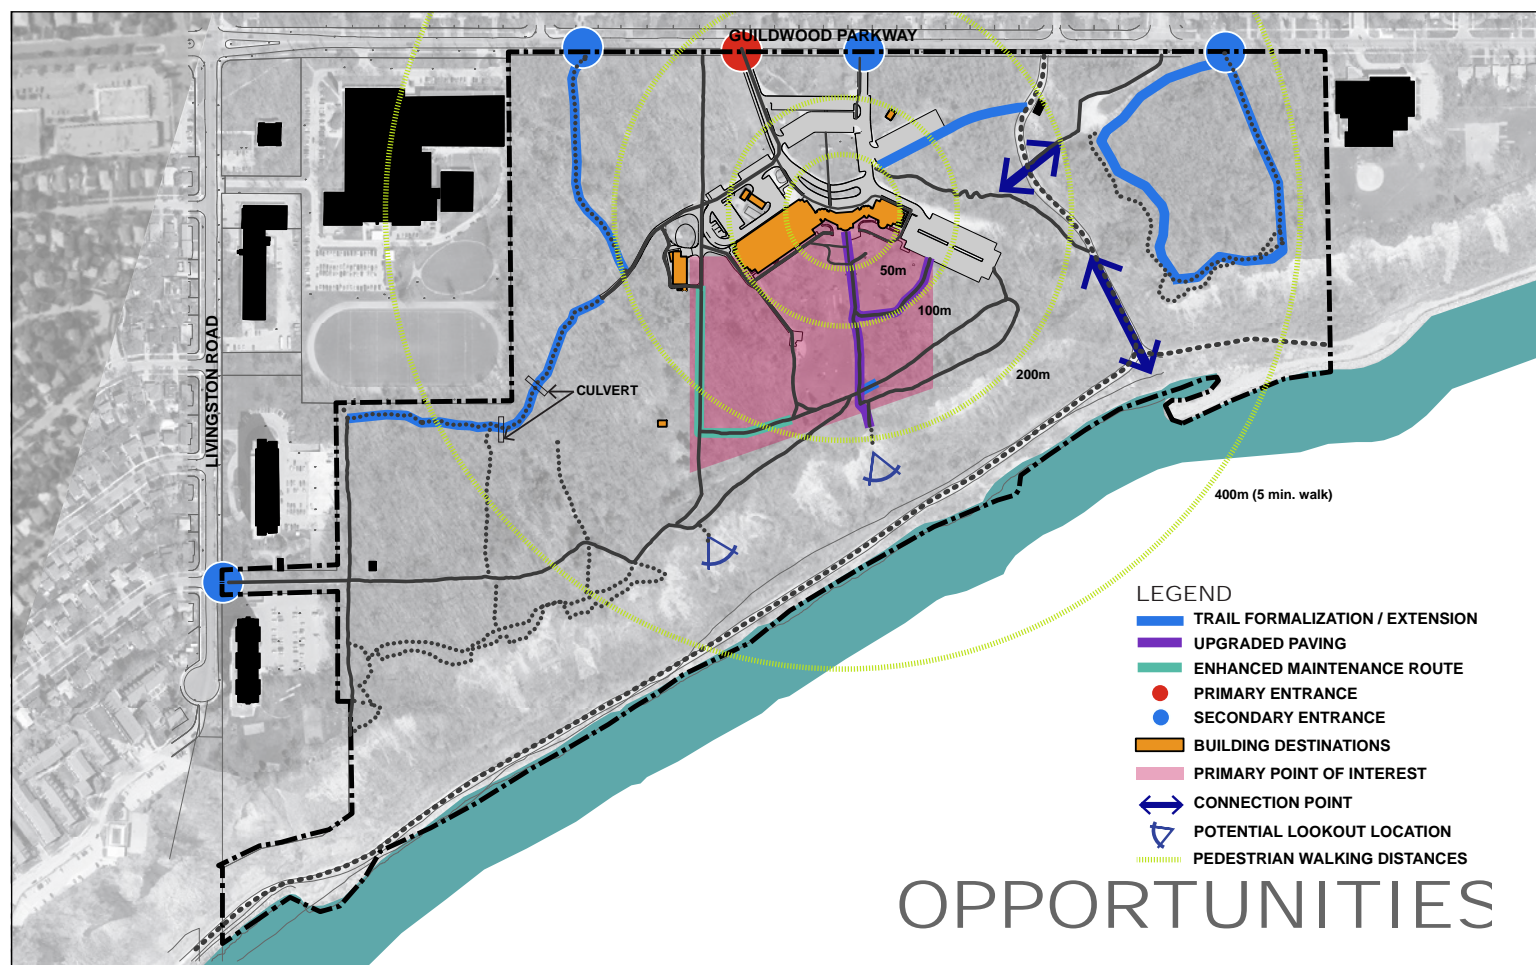 GUILDWOOD PARKWAY
LIVINGSTON ROAD
50m
100m
200m
CULVERT
400m (5 min. walk)
LEGEND
TRAIL FORMALIZATION / EXTENSION
UPGRADED PAVING
ENHANCED MAINTENANCE ROUTE
PRIMARY ENTRANCE
SECONDARY ENTRANCE
BUILDING DESTINATIONS
PRIMARY POINT OF INTEREST
CONNECTION POINT
POTENTIAL LOOKOUT LOCATION
PEDESTRIAN WALKING DISTANCES
OPPORTUNITIES